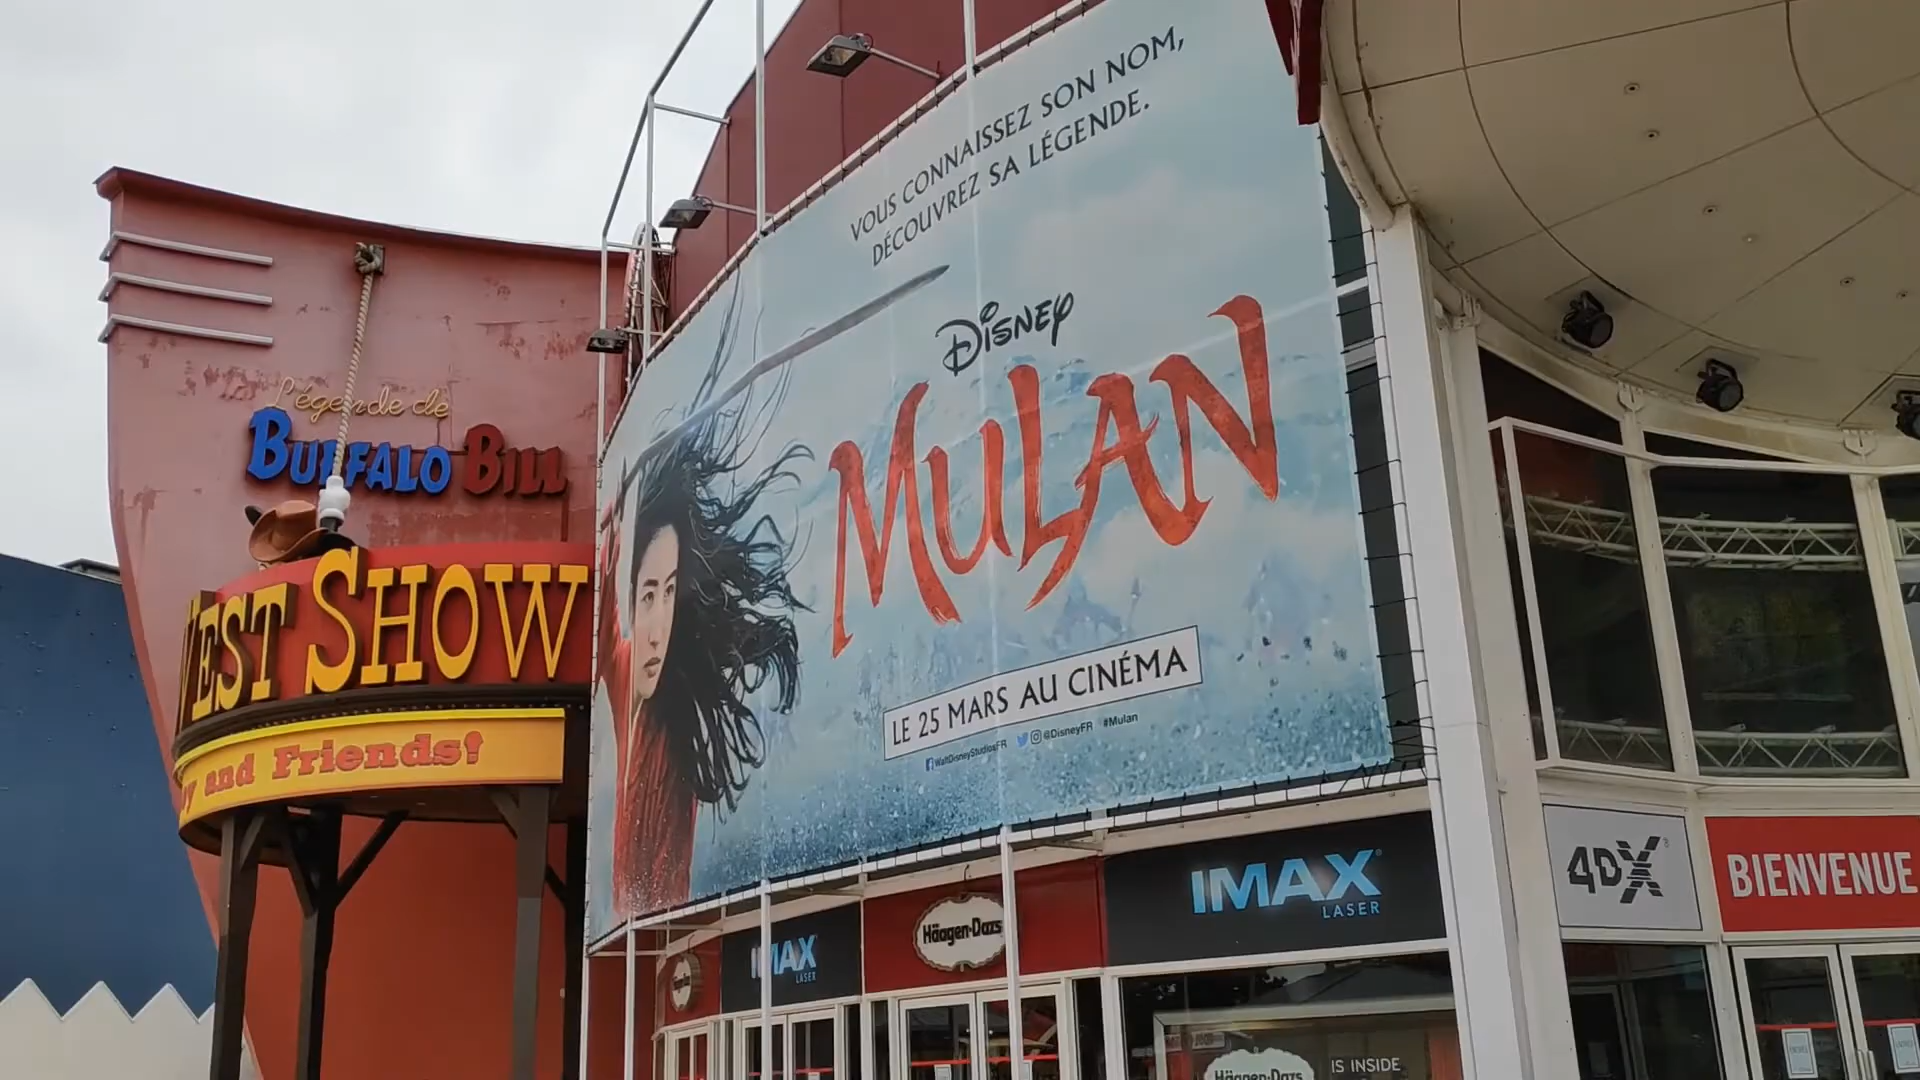 VOUS CONNAISSEZ SON NOM,
DÉCOUVREZ SA LÉGENDE.
DISNEY
MULAN
LE 25 MARS AU CINÉMA
WaltDisneyStudiosFR @DisneyFR #Mulan
Légende de
BUFFALO BILL
WEST SHOW
and Friends!
IMAX
LASER
Häagen-Dazs
IMAX
LASER
4DX
BIENVENUE
Häagen-Dazs
IS INSIDE